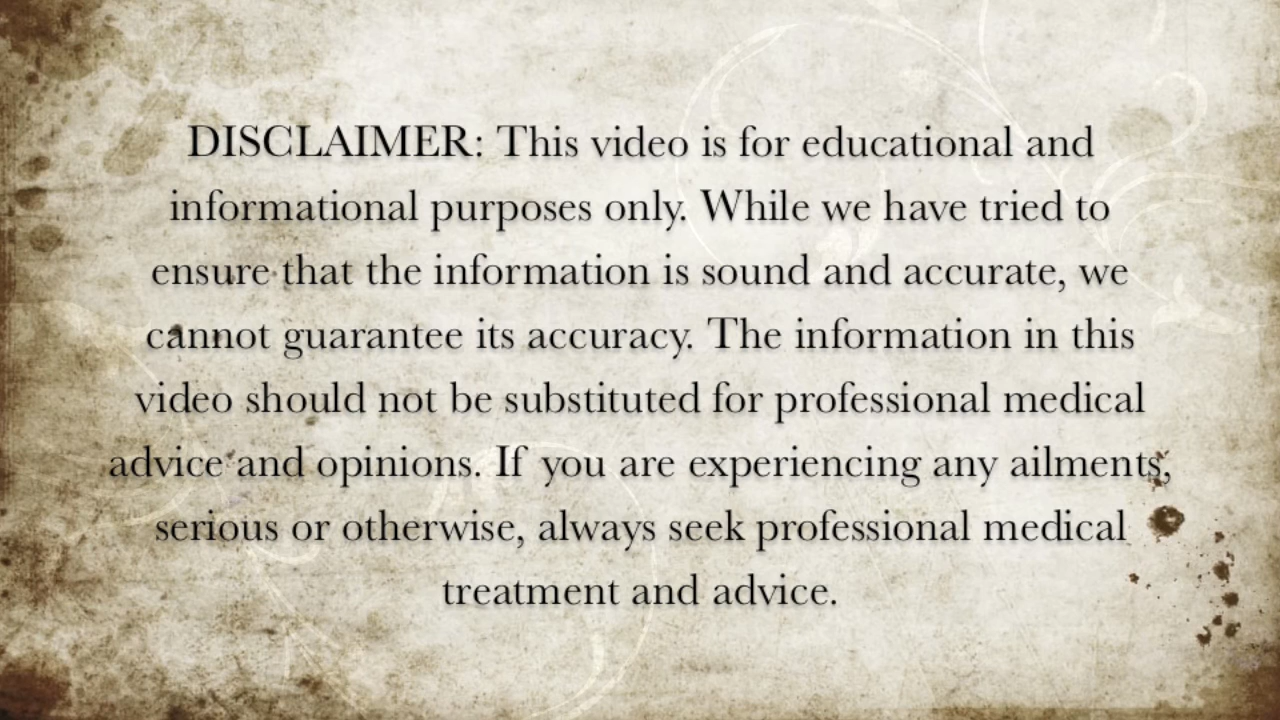 DISCLAIMER: This video is for educational and
informational purposes only. While we have tried to
ensure that the information is sound and accurate, we
cannot guarantee its accuracy. The information in this
video should not be substituted for professional medical
advice and opinions. If you are experiencing any ailments,
serious or otherwise, always seek professional medical
treatment and advice.